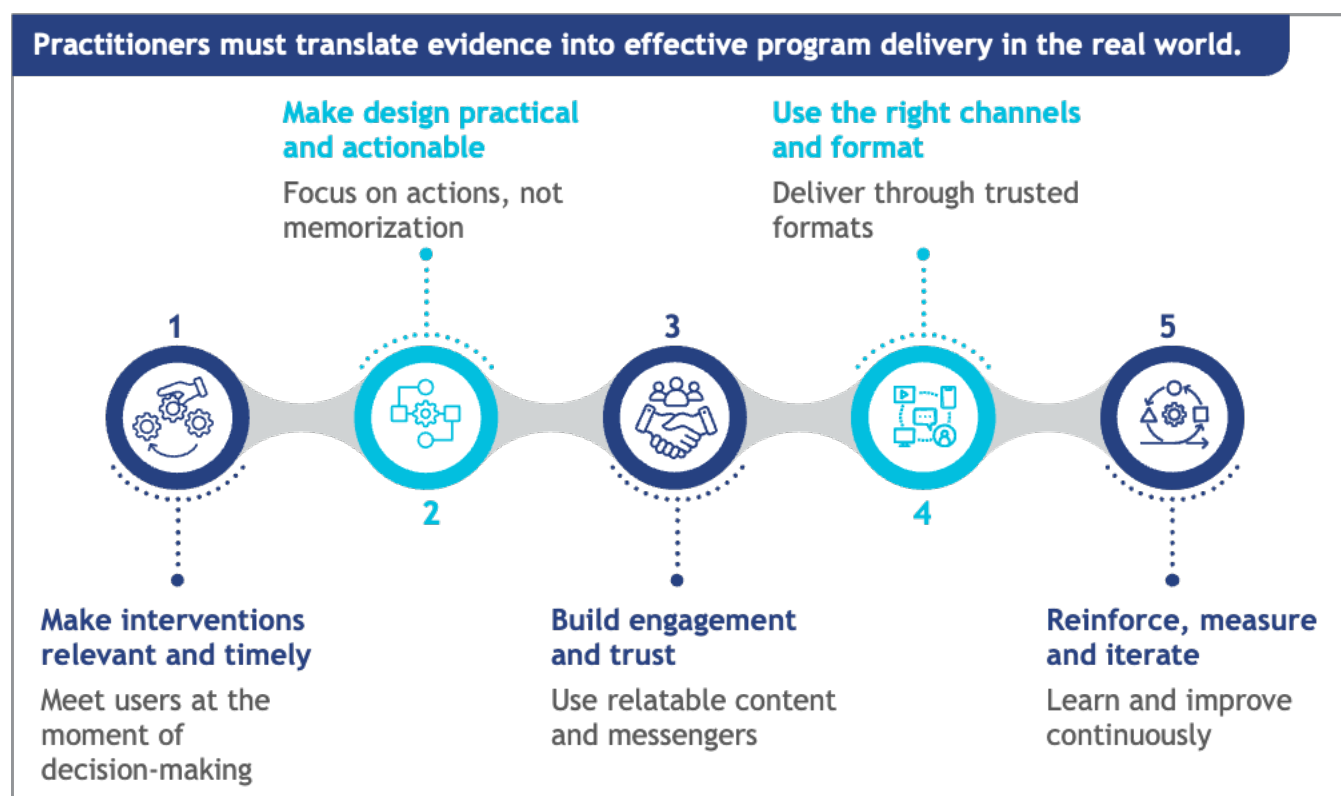 Practitioners must translate evidence into effective program delivery in the real world.
1
Make interventions
relevant and timely
Meet users at the
moment of
decision-making
Make design practical
and actionable
Focus on actions, not
memorization
2
3
Build engagement
and trust
Use relatable content
and messengers
Use the right channels
and format
Deliver through trusted
formats
4
5
Reinforce, measure
and iterate
Learn and improve
continuously